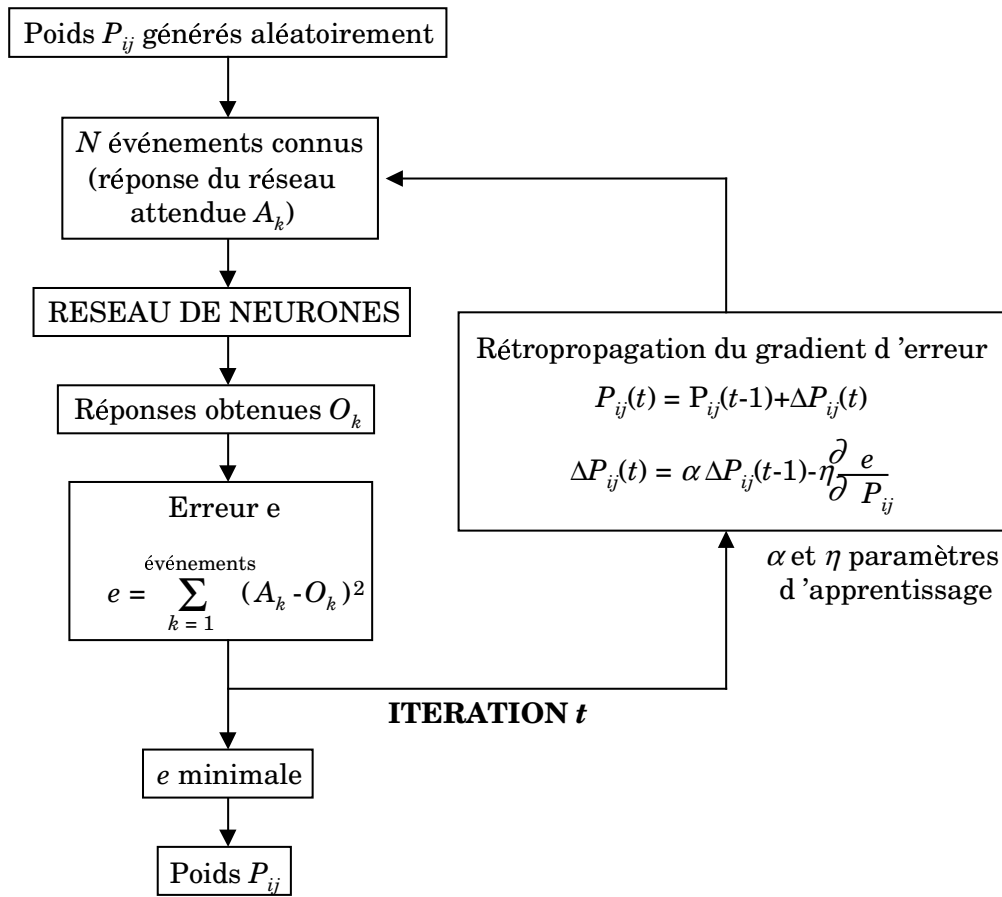 Poids P_ij générés aléatoirement
N événements connus
(réponse du réseau
attendue A_k)
RESEAU DE NEURONES
Réponses obtenues O_k
Erreur e
événements
e = ∑ (A_k - O_k)²
k = 1
Rétropropagation du gradient d 'erreur
P_ij(t) = P_ij(t-1)+ΔP_ij(t)
ΔP_ij(t) = α ΔP_ij(t-1)-η ∂e/∂P_ij
α et η paramètres
d 'apprentissage
ITERATION t
e minimale
Poids P_ij